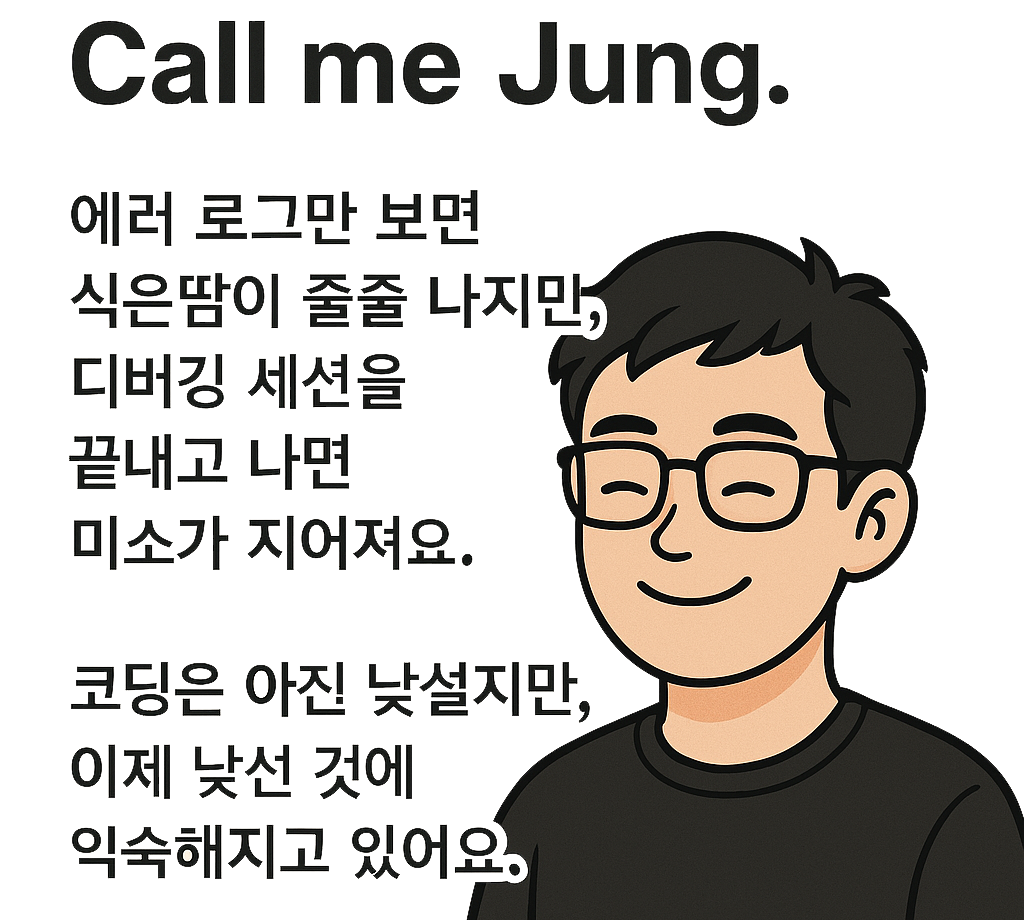 Call me Jung.
에러 로그만 보면
식은땀이 줄줄 나지만,
디버깅 세션을
끝내고 나면
미소가 지어져요.
코딩은 아진 낮설지만,
이제 낮선 것에
익숙해지고 있어요.